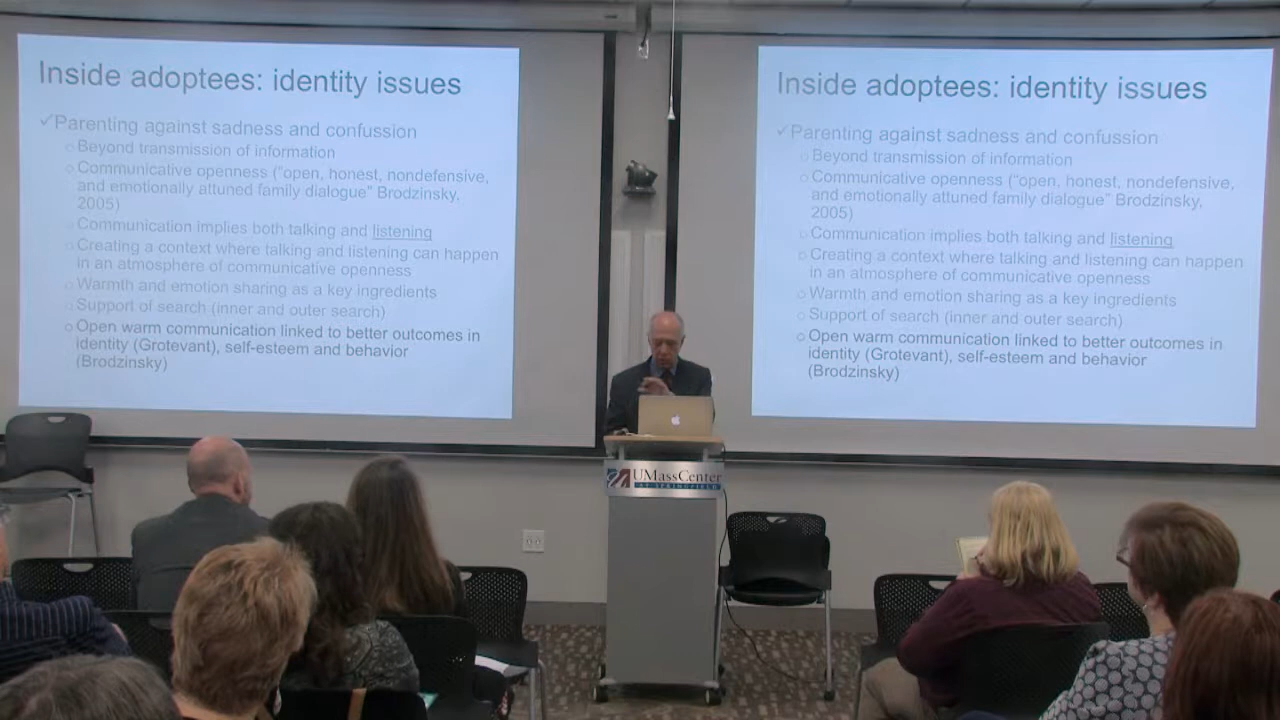 Inside adoptees: identity issues
✓Parenting against sadness and confussion
○Beyond transmission of information
○Communicative openness (“open, honest, nondefensive,
and emotionally attuned family dialogue” Brodzinsky,
2005)
○Communication implies both talking and listening
○Creating a context where talking and listening can happen
in an atmosphere of communicative openness
○Warmth and emotion sharing as a key ingredients
○Support of search (inner and outer search)
○Open warm communication linked to better outcomes in
identity (Grotevant), self-esteem and behavior
(Brodzinsky)
Inside adoptees: identity issues
✓Parenting against sadness and confussion
○Beyond transmission of information
○Communicative openness (“open, honest, nondefensive,
and emotionally attuned family dialogue” Brodzinsky,
2005)
○Communication implies both talking and listening
○Creating a context where talking and listening can happen
in an atmosphere of communicative openness
○Warmth and emotion sharing as a key ingredients
○Support of search (inner and outer search)
○Open warm communication linked to better outcomes in
identity (Grotevant), self-esteem and behavior
(Brodzinsky)
UMassCenter
AT SPRINGFIELD